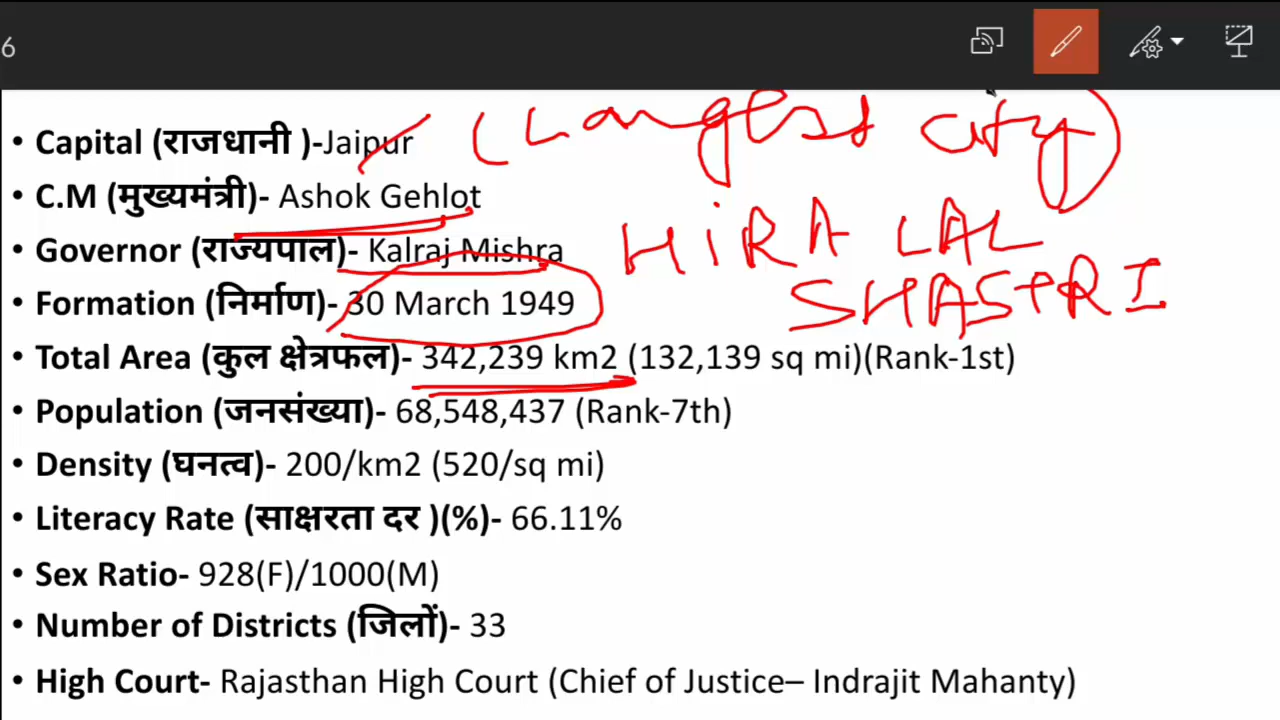 6
• Capital (राजधानी )-Jaipur (Largest city)
• C.M (मुख्यमंत्री)- Ashok Gehlot
HIRA LAL
• Governor (राज्यपाल)- Kalraj Mishra
SHASTRI
• Formation (निर्माण)- 30 March 1949
• Total Area (कुल क्षेत्रफल)- 342,239 km2 (132,139 sq mi)(Rank-1st)
• Population (जनसंख्या)- 68,548,437 (Rank-7th)
• Density (घनत्व)- 200/km2 (520/sq mi)
• Literacy Rate (साक्षरता दर )(%)- 66.11%
• Sex Ratio- 928(F)/1000(M)
• Number of Districts (जिलों)- 33
• High Court- Rajasthan High Court (Chief of Justice– Indrajit Mahanty)